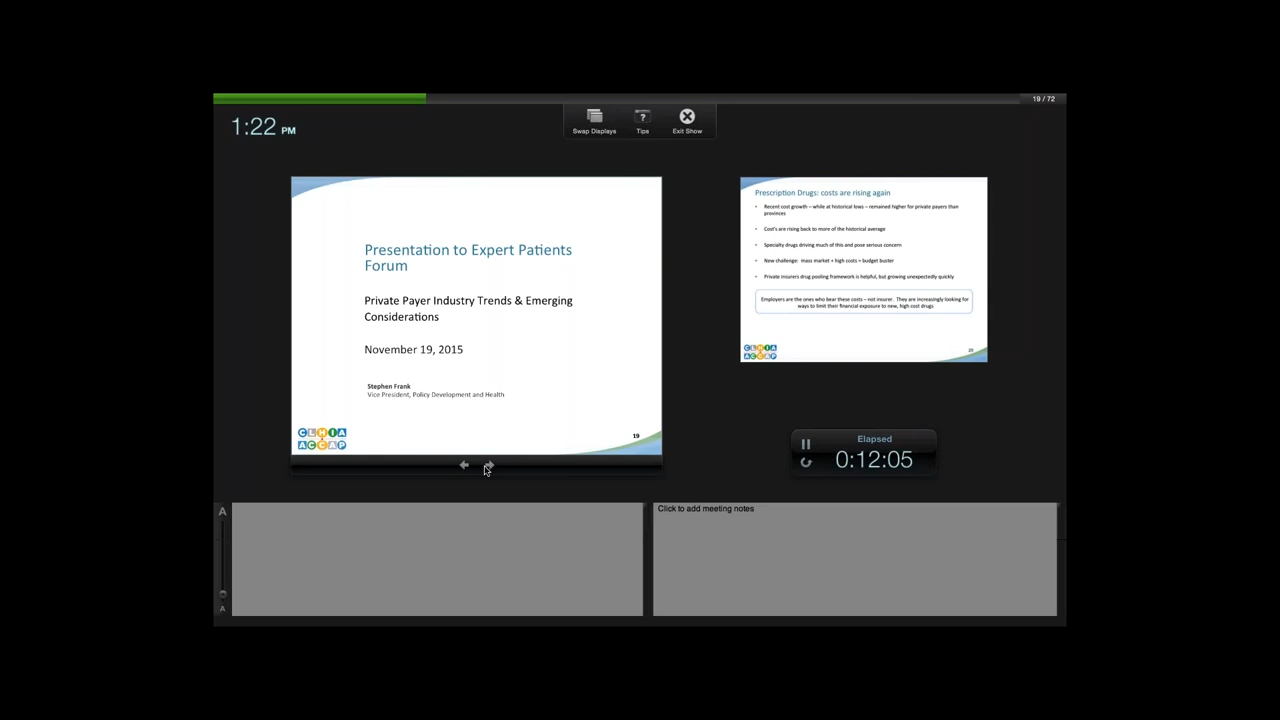 19 / 72
1:22 PM
Swap Displays
Tips
Exit Show
Presentation to Expert Patients
Forum
Private Payer Industry Trends & Emerging
Considerations
November 19, 2015
Stephen Frank
Vice President, Policy Development and Health
CLHIA
ACCAP
19
Prescription Drugs: costs are rising again
• Recent cost growth – while at historical lows – remained higher for private payers than
provinces
• Cost's are rising back to more of the historical average
• Specialty drugs driving much of this and pose serious concern
• New challenge: mass market + high costs = budget buster
• Private insurers drug pooling framework is helpful, but growing unexpectedly quickly
Employers are the ones who bear these costs – not insurer. They are increasingly looking for
ways to limit their financial exposure to new, high cost drugs
CLHIA
ACCAP
20
Elapsed
0:12:05
A
A
Click to add meeting notes